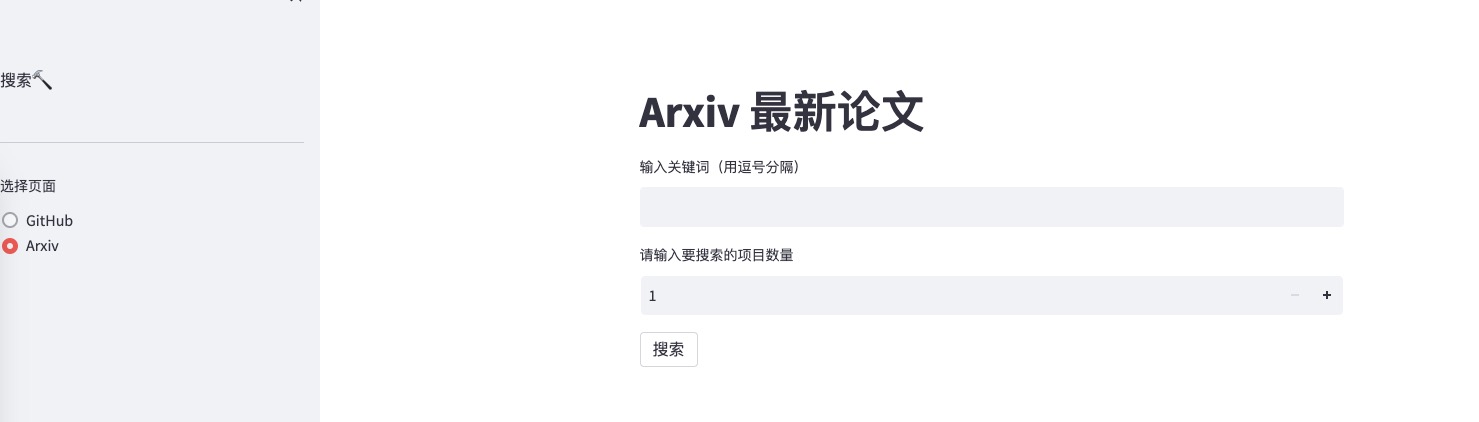 搜索🔨
选择页面
GitHub
Arxiv
Arxiv 最新论文
输入关键词（用逗号分隔）
请输入要搜索的项目数量
1
搜索